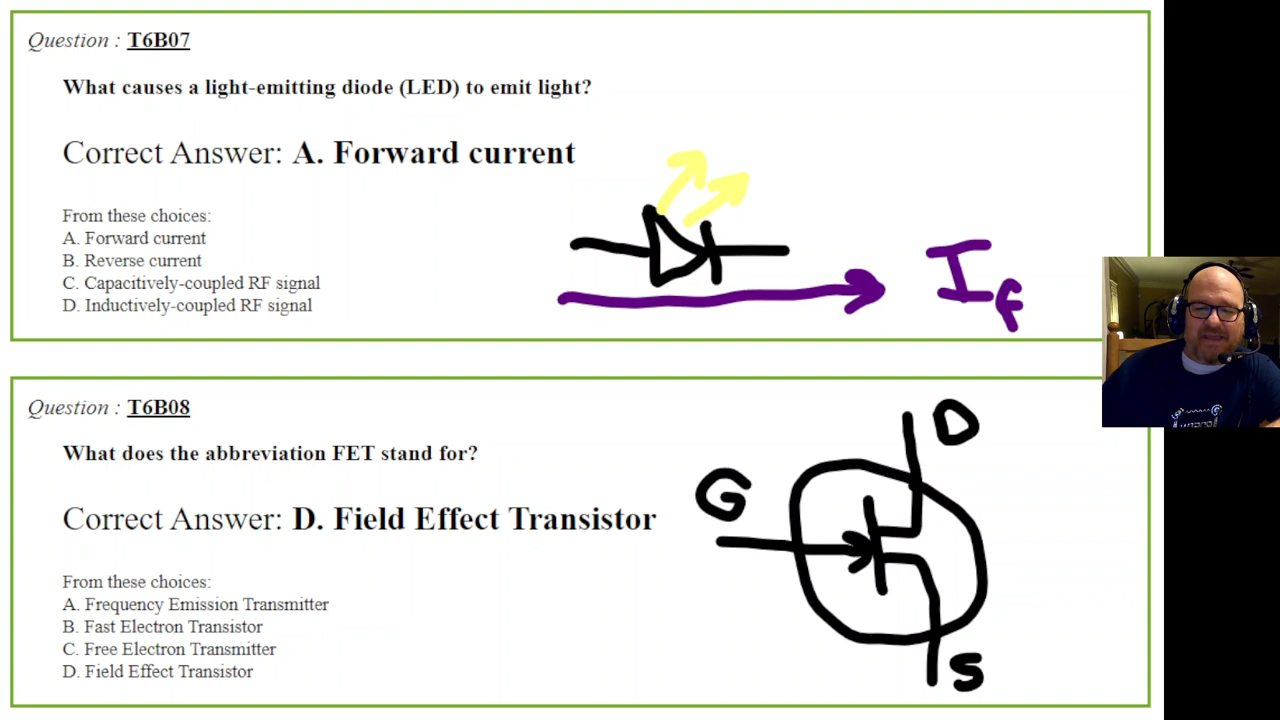 Question : T6B07
What causes a light-emitting diode (LED) to emit light?
Correct Answer: A. Forward current
From these choices:
A. Forward current
B. Reverse current
C. Capacitively-coupled RF signal
D. Inductively-coupled RF signal
If
Question : T6B08
What does the abbreviation FET stand for?
Correct Answer: D. Field Effect Transistor
From these choices:
A. Frequency Emission Transmitter
B. Fast Electron Transistor
C. Free Electron Transmitter
D. Field Effect Transistor
D
G
S